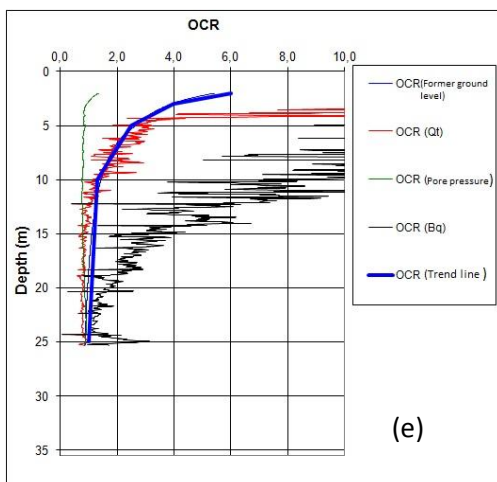 OCR
0,0 2,0 4,0 6,0 8,0 10,0
0
5
10
15
20
25
30
35
Depth (m)
OCR(Former ground
level)
OCR (Qt)
OCR (Pore pressure)
OCR (Bq)
OCR (Trend line )
(e)